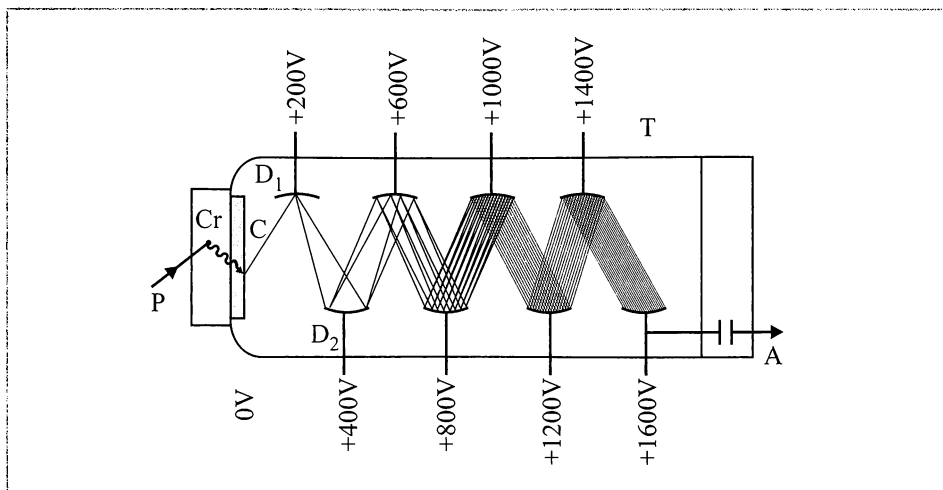 +200V
+600V
+1000V
+1400V
T
D1
Cr
C
P
D2
A
0V
+400V
+800V
+1200V
+1600V